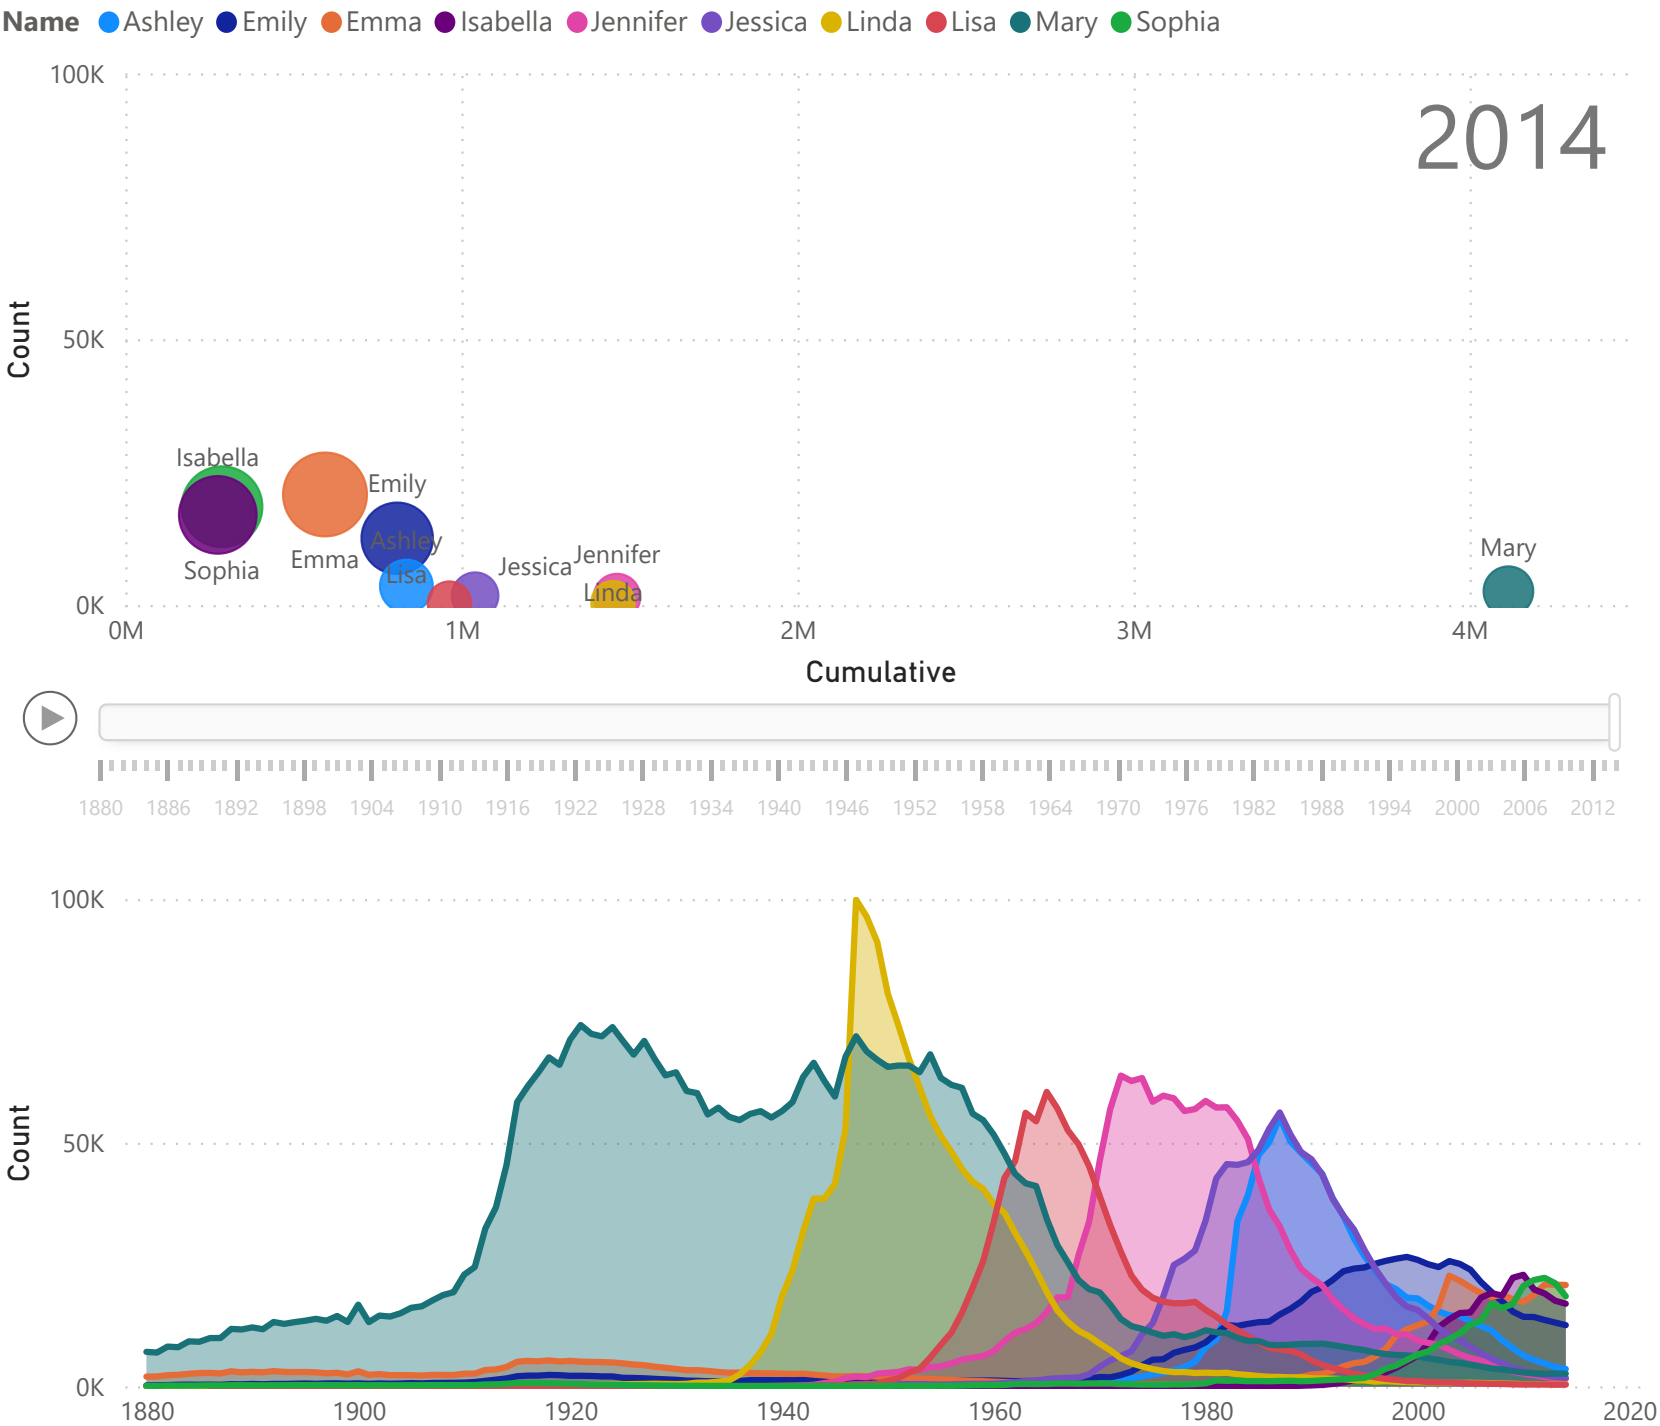 Name Ashley Emily Emma Isabella Jennifer Jessica Linda Lisa Mary Sophia
100K
2014
50K
Count
Isabella
Emily
Ashley
Mary
Jennifer
Emma
Jessica
Sophia
Lisa
Linda
0K
0M 1M 2M 3M 4M
Cumulative
1880 1886 1892 1898 1904 1910 1916 1922 1928 1934 1940 1946 1952 1958 1964 1970 1976 1982 1988 1994 2000 2006 2012
100K
50K
Count
0K
1880 1900 1920 1940 1960 1980 2000 2020